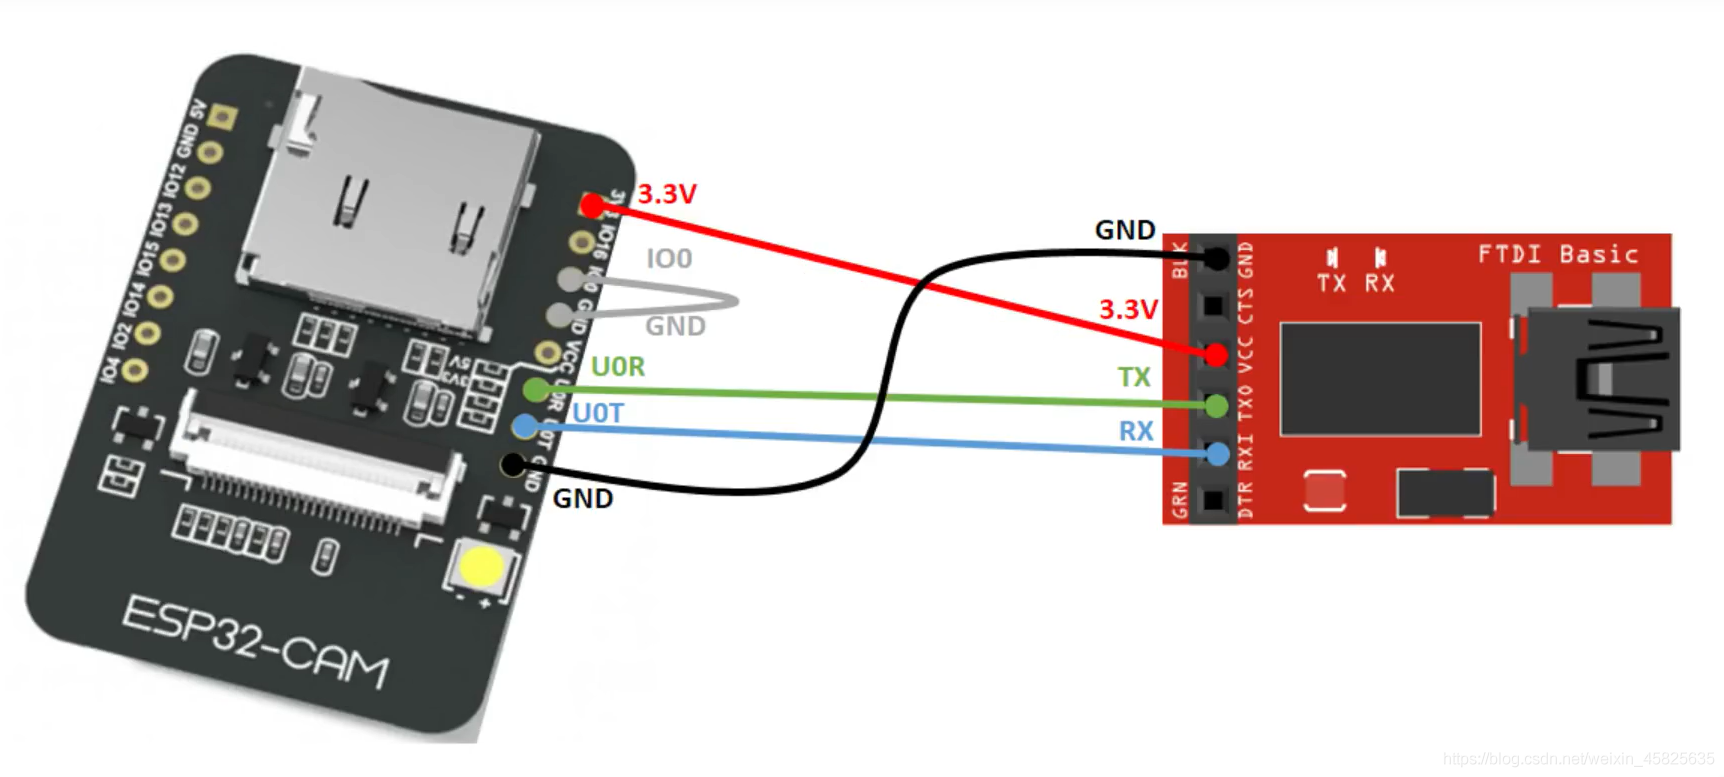 5V
GND
IO12
IO13
IO15
IO14
IO2
IO4
3V3
IO16
IO0
GND
VCC
U0R
U0T
GND
5V
3V3
- +
ESP32-CAM
3.3V
IO0
GND
U0R
U0T
GND
GND
3.3V
TX
RX
BLK
GRN
GND
CTS
VCC
TXO
RXI
DTR
TX RX
FTDI Basic
https://blog.csdn.net/weixin_45825635